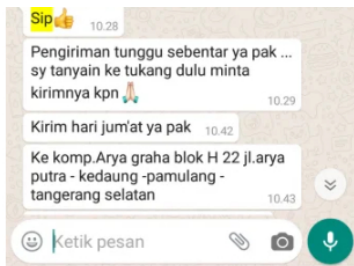 Sip👍 10.28
Pengiriman tunggu sebentar ya pak ...
sy tanyain ke tukang dulu minta
kirimnya kpn 🙏 10.29
Kirim hari jum'at ya pak 10.42
Ke komp.Arya graha blok H 22 jl.arya
putra - kedaung -pamulang -
tangerang selatan 10.43
Ketik pesan